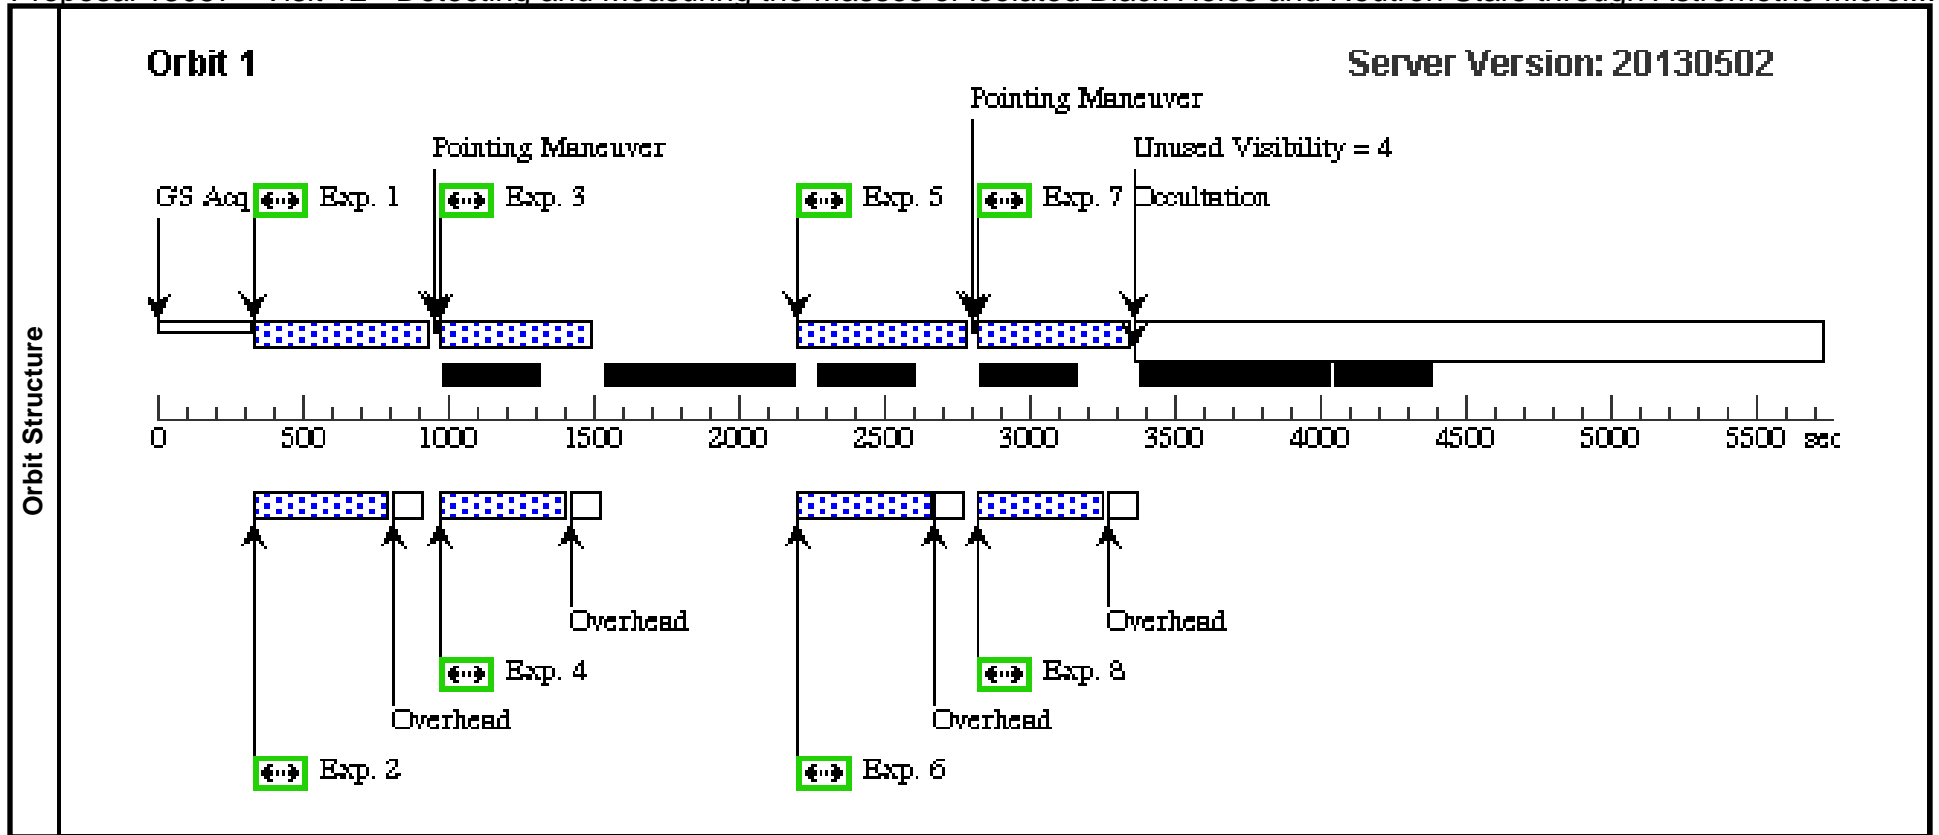 Orbit 1
Server Version: 20130502
Pointing Maneuver
Pointing Maneuver
Unused Visibility = 4
GS Acq
Exp. 1
Exp. 3
Exp. 5
Exp. 7
Occultation
Orbit Structure
0 500 1000 1500 2000 2500 3000 3500 4000 4500 5000 5500 sec
Overhead
Overhead
Exp. 4
Exp. 8
Overhead
Overhead
Exp. 2
Exp. 6